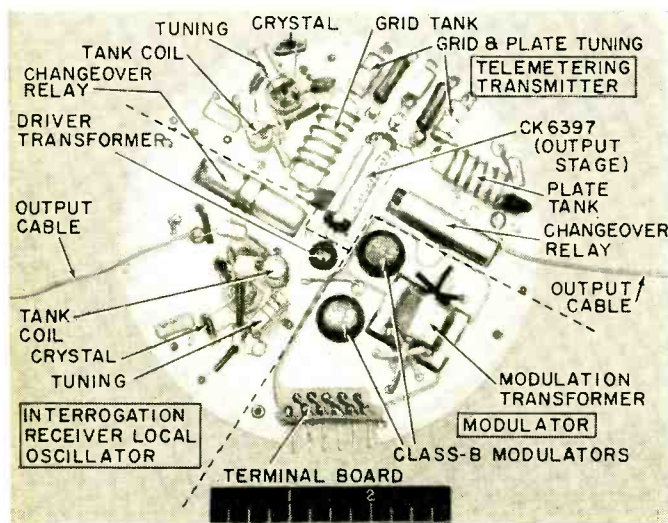 TUNING
CRYSTAL
GRID TANK
TANK COIL
GRID & PLATE TUNING
CHANGEOVER
RELAY
TELEMETERING
TRANSMITTER
DRIVER
TRANSFORMER
CK6397
(OUTPUT
STAGE)
PLATE
TANK
OUTPUT
CABLE
CHANGEOVER
RELAY
OUTPUT
CABLE
TANK
COIL
CRYSTAL
TUNING
MODULATION
TRANSFORMER
INTERROGATION
RECEIVER LOCAL
OSCILLATOR
MODULATOR
CLASS-B MODULATORS
TERMINAL BOARD
1 2